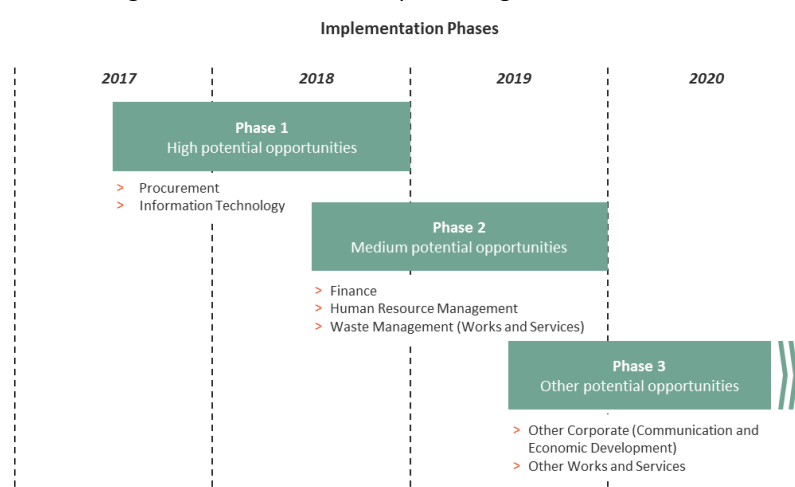 Implementation Phases
2017 2018 2019 2020
Phase 1
High potential opportunities
> Procurement
> Information Technology
Phase 2
Medium potential opportunities
> Finance
> Human Resource Management
> Waste Management (Works and Services)
Phase 3
Other potential opportunities
> Other Corporate (Communication and
Economic Development)
> Other Works and Services